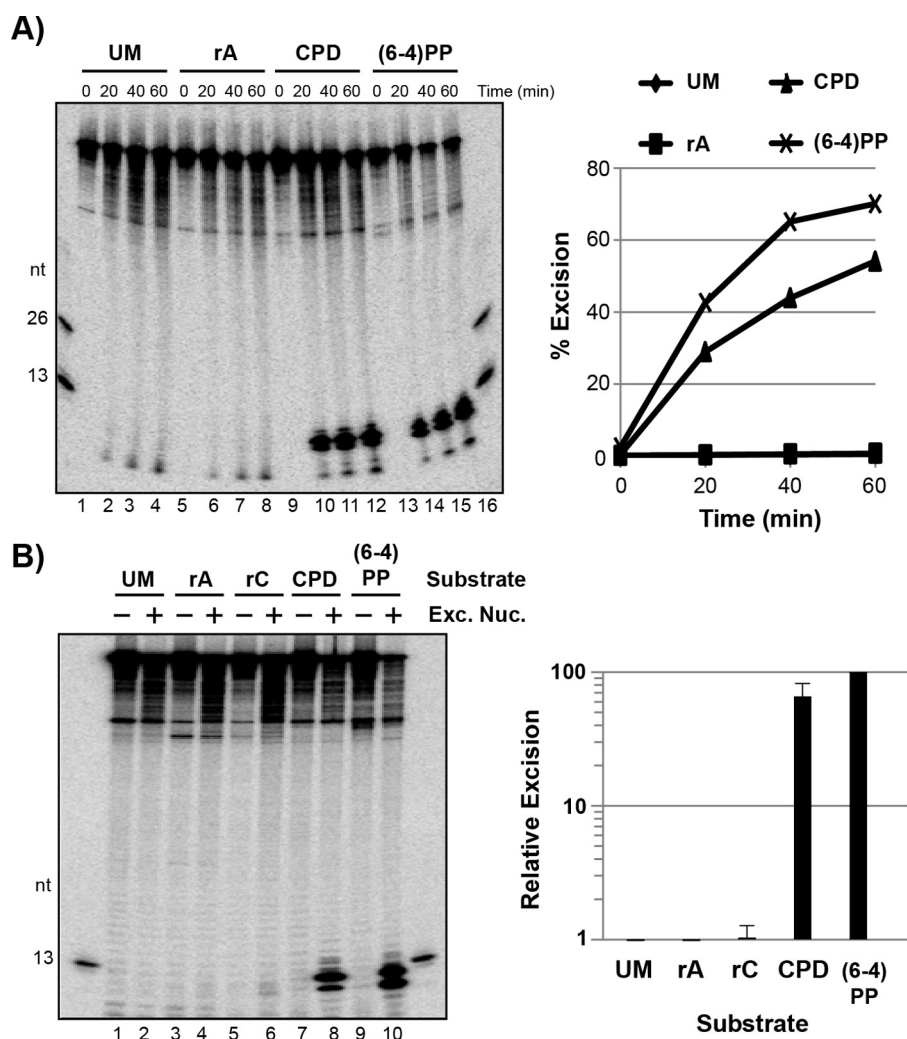 A)
UM rA CPD (6-4)PP
0 20 40 60 0 20 40 60 0 20 40 60 0 20 40 60 Time (min)
nt
26
13
1 2 3 4 5 6 7 8 9 10 11 12 13 14 15 16
UM CPD
rA (6-4)PP
80
60
40
20
0
% Excision
0 20 40 60
Time (min)
B)
UM rA rC CPD (6-4) PP Substrate
− + − + − + − + − + Exc. Nuc.
nt
13
1 2 3 4 5 6 7 8 9 10
100
10
1
Relative Excision
UM rA rC CPD (6-4)
PP
Substrate